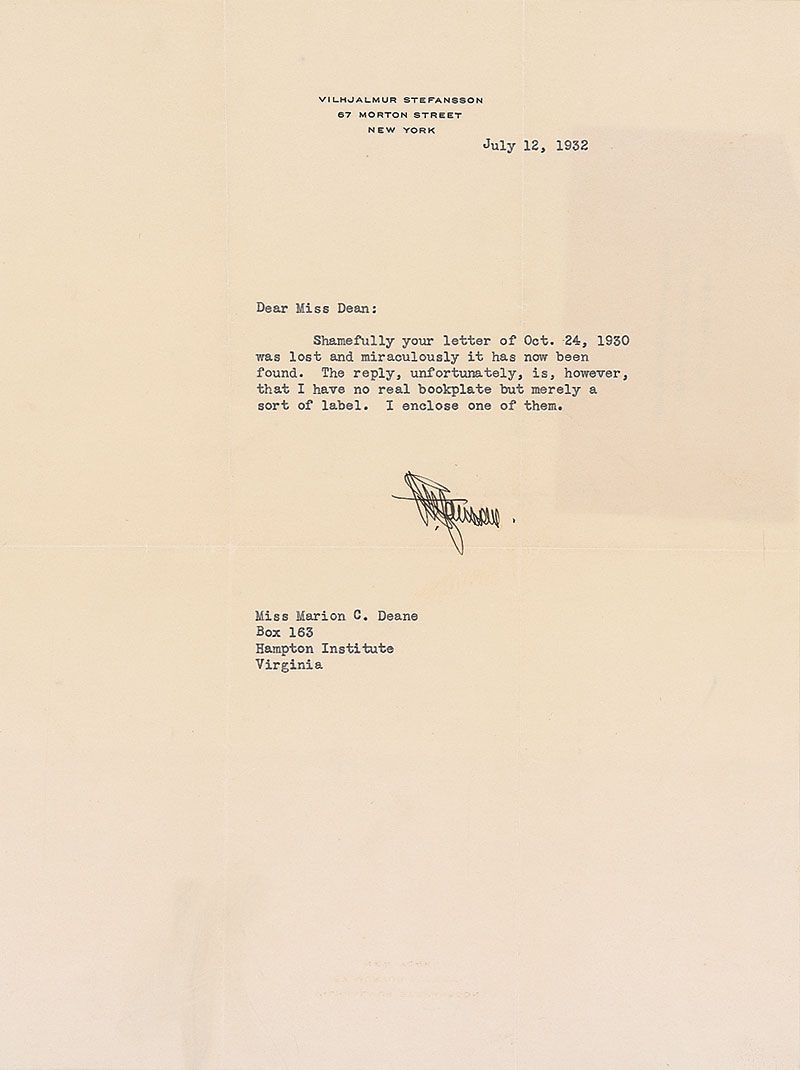 VILHJALMUR STEFANSSON
67 MORTON STREET
NEW YORK
July 12, 1932
Dear Miss Dean:
Shamefully your letter of Oct. 24, 1930
was lost and miraculously it has now been
found. The reply, unfortunately, is, however,
that I have no real bookplate but merely a
sort of label. I enclose one of them.
Miss Marion C. Deane
Box 163
Hampton Institute
Virginia